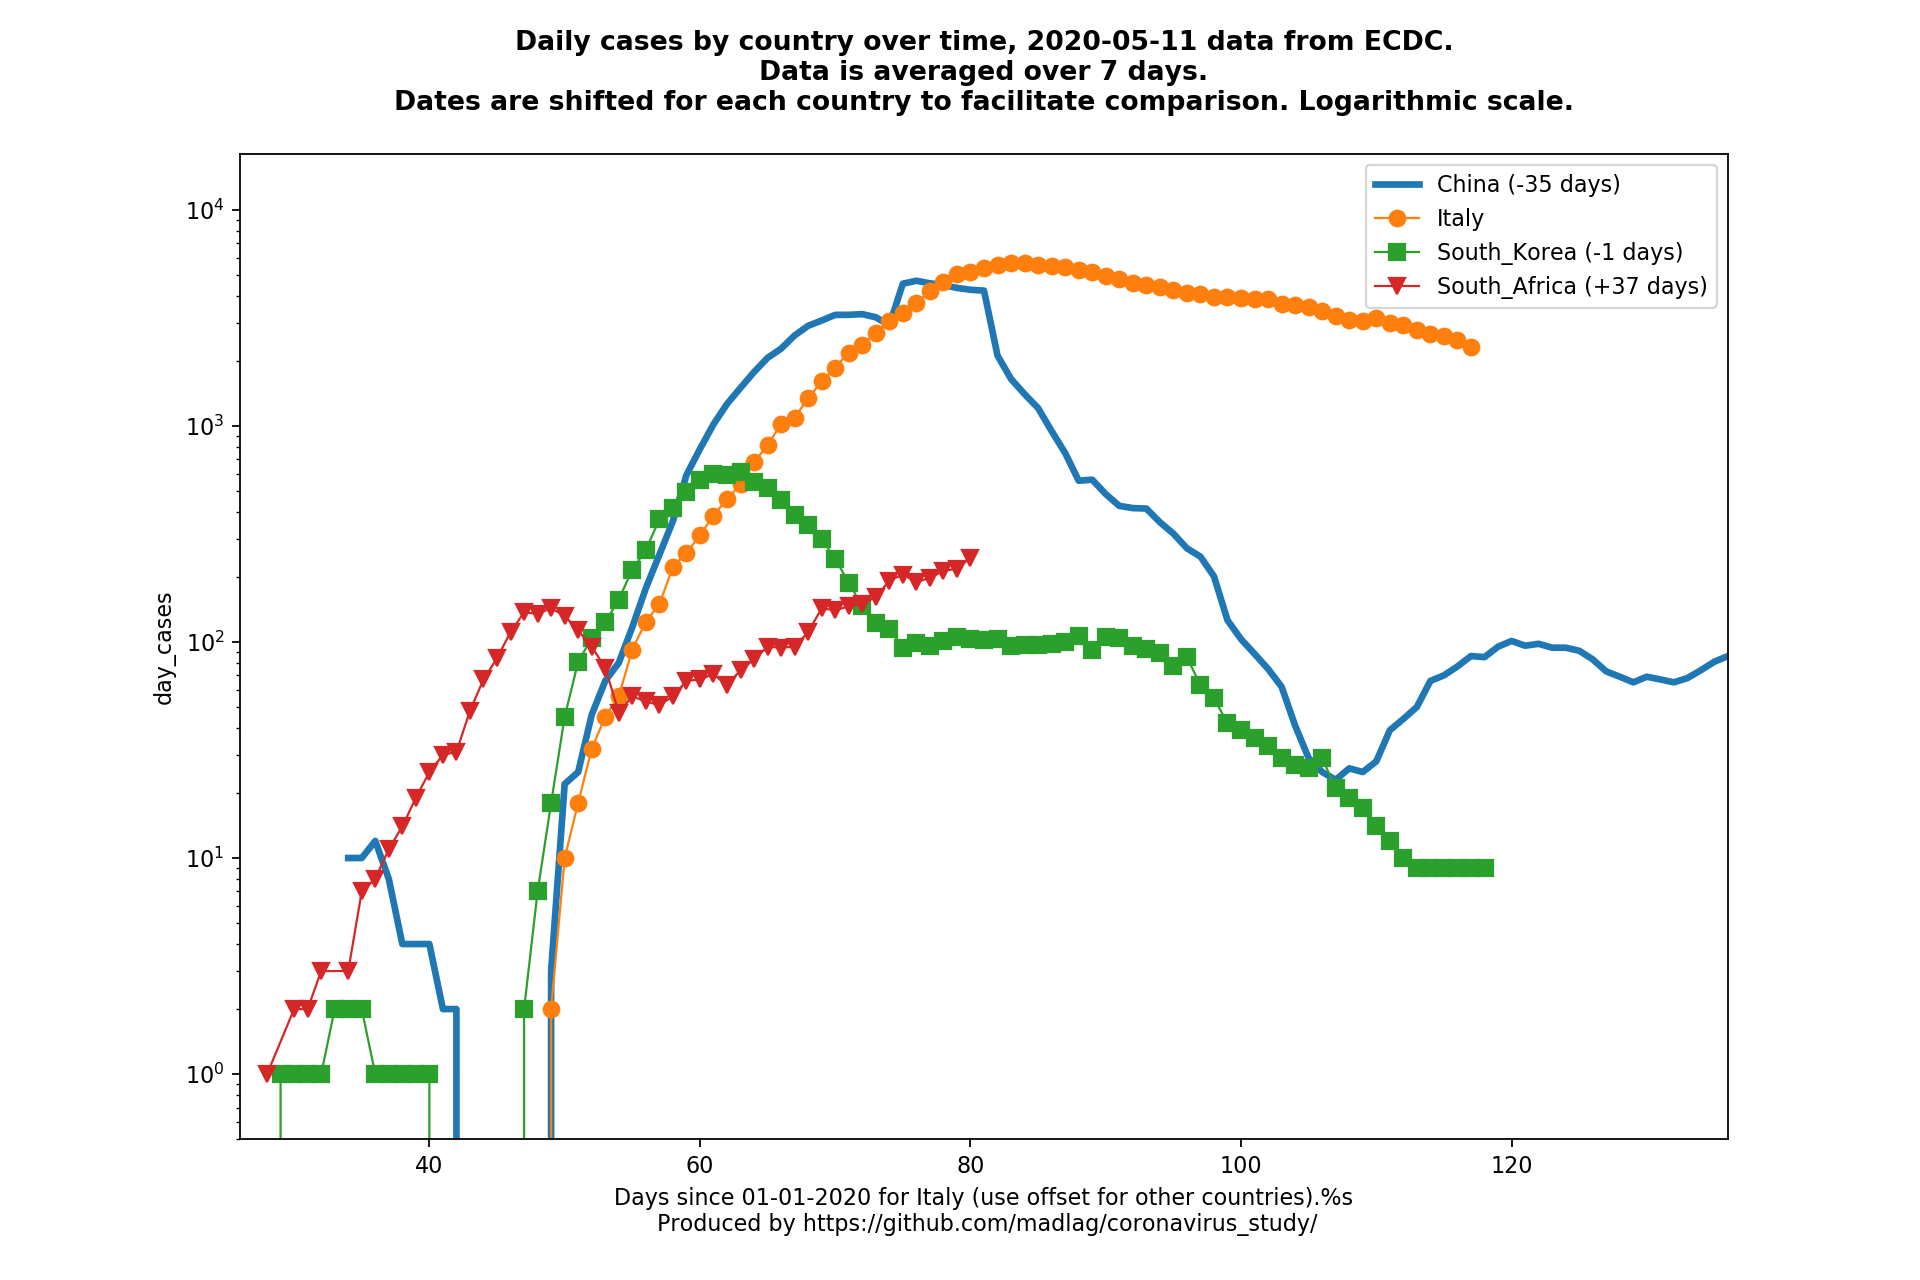 Daily cases by country over time, 2020-05-11 data from ECDC.
Data is averaged over 7 days.
Dates are shifted for each country to facilitate comparison. Logarithmic scale.
China (-35 days)
Italy
South_Korea (-1 days)
South_Africa (+37 days)
day_cases
10⁴
10³
10²
10¹
10⁰
40 60 80 100 120
Days since 01-01-2020 for Italy (use offset for other countries).%s
Produced by https://github.com/madlag/coronavirus_study/